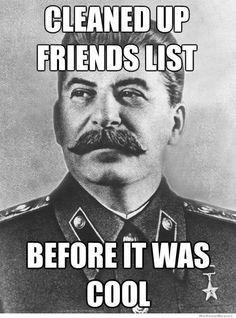 CLEANED UP
FRIENDS LIST
BEFORE IT WAS
COOL